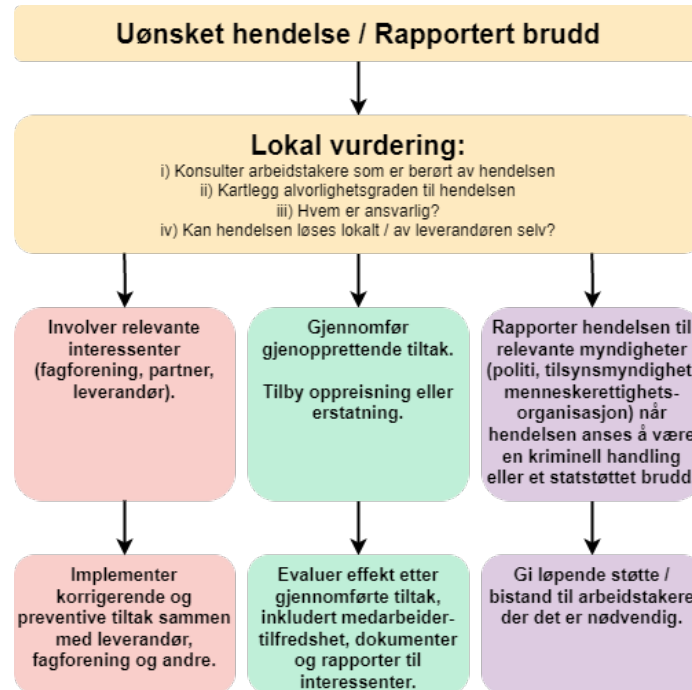 Uønsket hendelse / Rapportert brudd
Lokal vurdering:
i) Konsulter arbeidstakere som er berørt av hendelsen
ii) Kartlegg alvorlighetsgraden til hendelsen
iii) Hvem er ansvarlig?
iv) Kan hendelsen løses lokalt / av leverandøren selv?
Involver relevante
interessenter
(fagforening, partner,
leverandør).
Gjennomfør
gjenopprettende tiltak.
Tilby oppreisning eller
erstatning.
Rapporter hendelsen til
relevante myndigheter
(politi, tilsynsmyndighet,
menneskerettighets-
organisasjon) når
hendelsen anses å være
en kriminell handling
eller et statstøttet brudd.
Implementer
korrigerende og
preventive tiltak sammen
med leverandør,
fagforening og andre.
Evaluer effekt etter
gjennomførte tiltak,
inkludert medarbeider-
tilfredshet, dokumenter
og rapporter til
interessenter.
Gi løpende støtte /
bistand til arbeidstakere
der det er nødvendig.